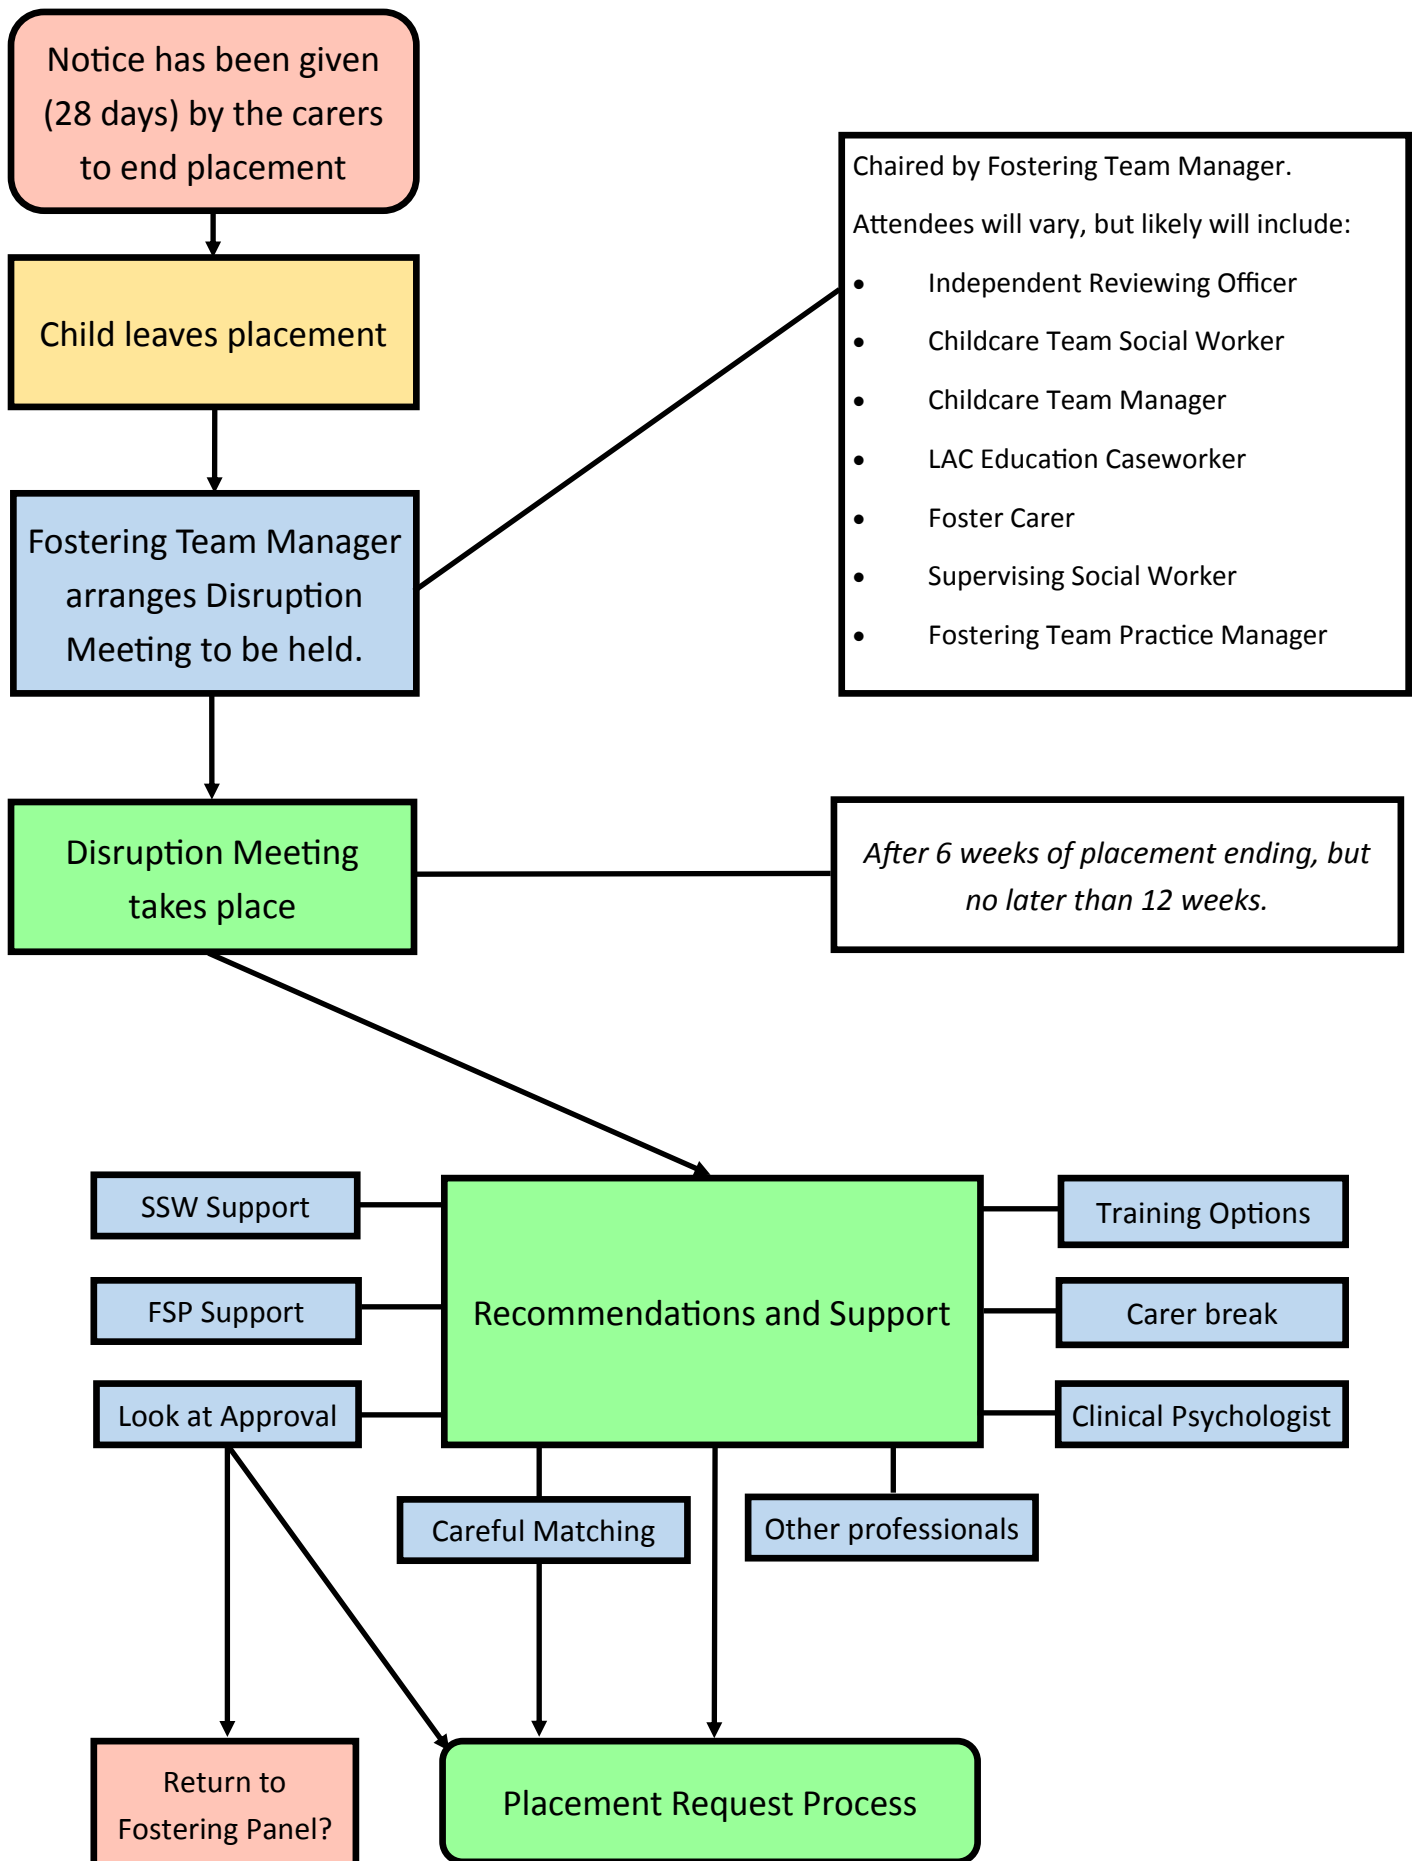 Notice has been given
(28 days) by the carers
to end placement
Child leaves placement
Fostering Team Manager
arranges Disruption
Meeting to be held.
Chaired by Fostering Team Manager.
Attendees will vary, but likely will include:
• Independent Reviewing Officer
• Childcare Team Social Worker
• Childcare Team Manager
• LAC Education Caseworker
• Foster Carer
• Supervising Social Worker
• Fostering Team Practice Manager
Disruption Meeting
takes place
After 6 weeks of placement ending, but
no later than 12 weeks.
SSW Support
FSP Support
Look at Approval
Recommendations and Support
Training Options
Carer break
Clinical Psychologist
Careful Matching
Other professionals
Return to
Fostering Panel?
Placement Request Process